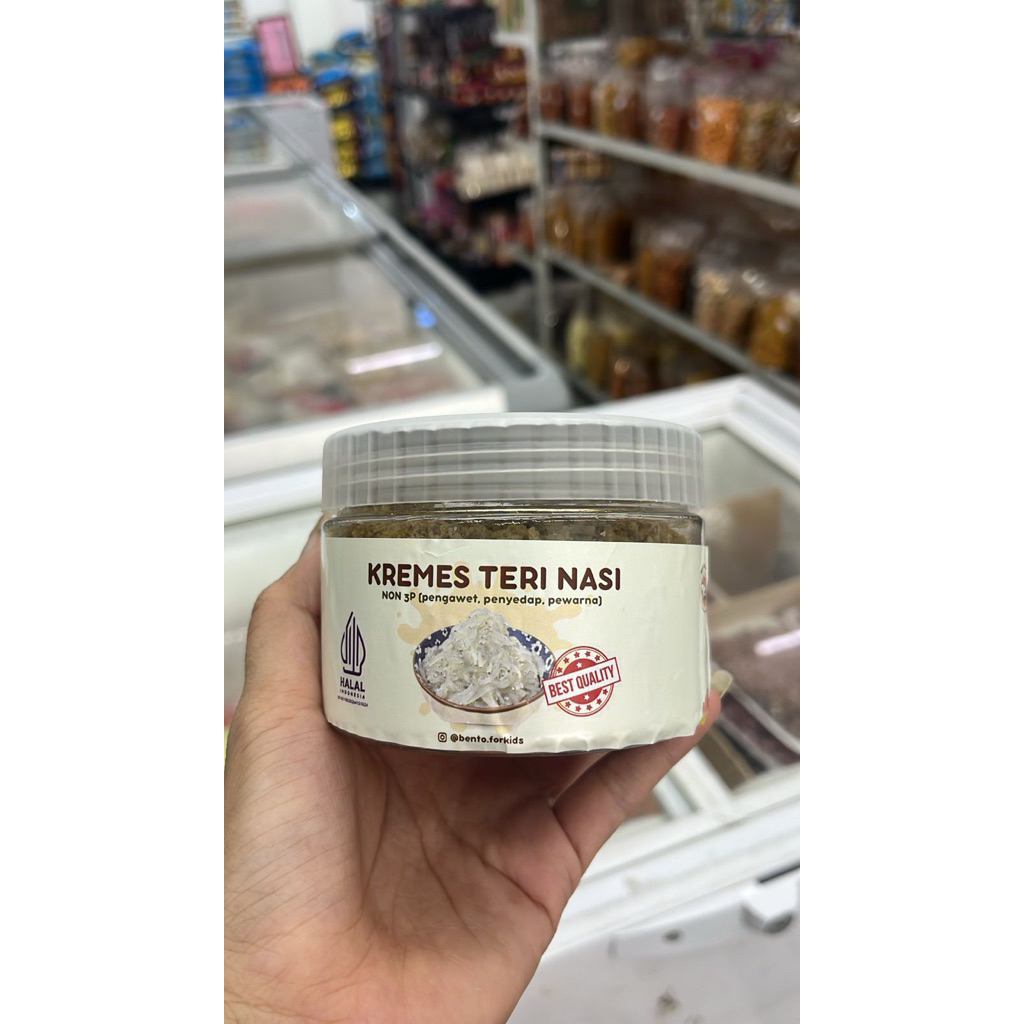 KREMES TERI NASI
NON 3P (pengawet, penyedap, pewarna)
HALAL
INDONESIA
BEST QUALITY
@bento.forkids